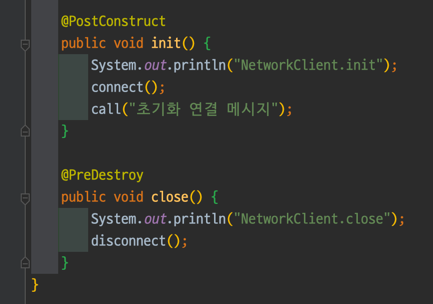 @PostConstruct
public void init() {
System.out.println("NetworkClient.init");
connect();
call("초기화 연결 메시지");
}
@PreDestroy
public void close() {
System.out.println("NetworkClient.close");
disconnect();
}
}